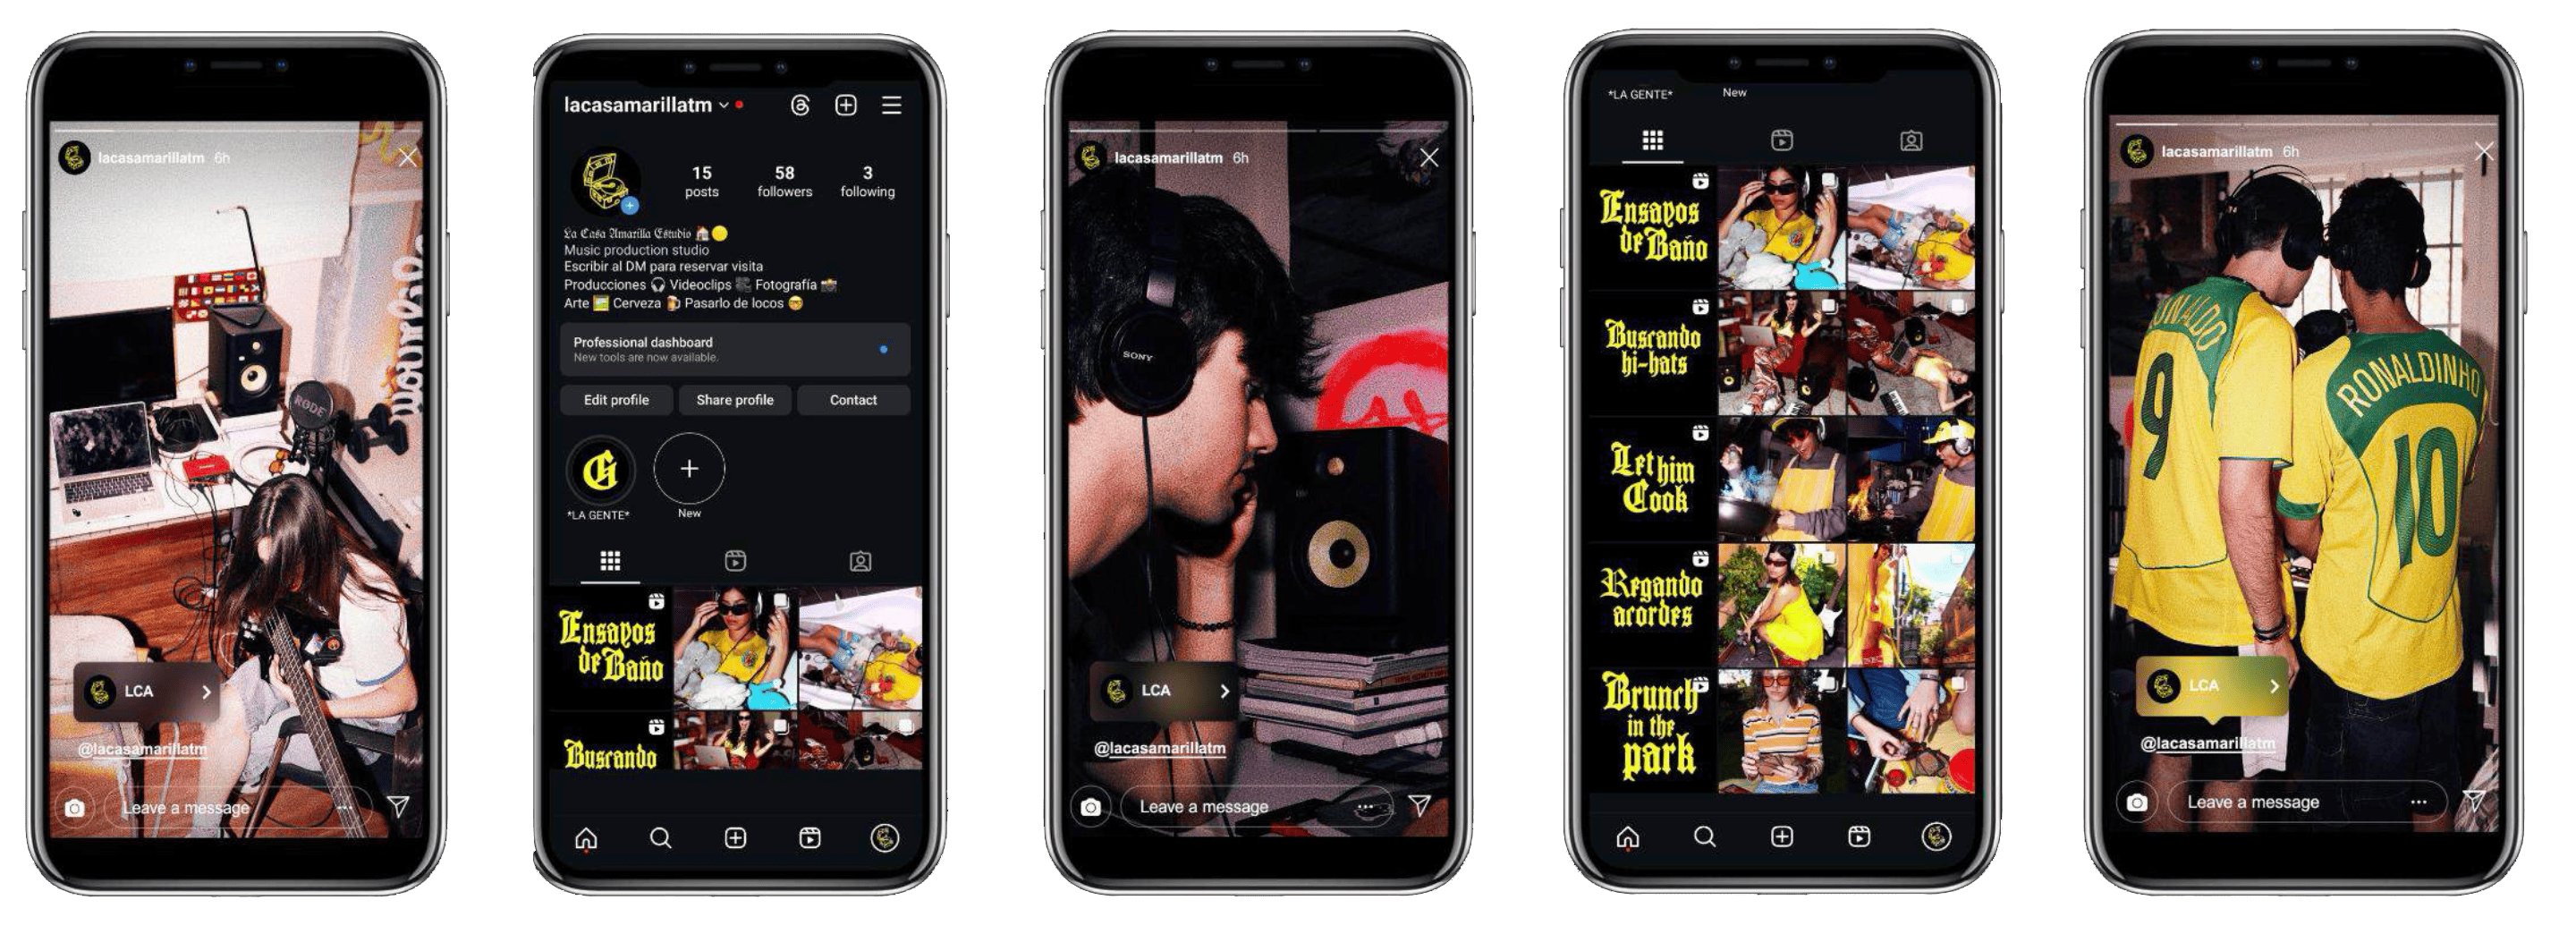 lacasamarillatm 6h
RODE
LCA
@lacasamarillatm
Leave a message
lacasamarillatm
15 58 3
posts followers following
La Casa Amarilla Estudio
Music production studio
Escribir al DM para reservar visita
Producciones Videoclips Fotografía
Arte Cerveza Pasarlo de locos
Professional dashboard
New tools are now available.
Edit profile Share profile Contact
G
*LA GENTE* New
Ensayos
de Baño
Buscando
lacasamarillatm 6h
SONY
LCA
@lacasamarillatm
Leave a message
*LA GENTE* New
Ensayos
de Baño
Buscando
hi-hats
Let him
Cook
Regando
acordes
Brunch
in the
park
lacasamarillatm 6h
9
RONALDINHO
10
LCA
@lacasamarillatm
Leave a message